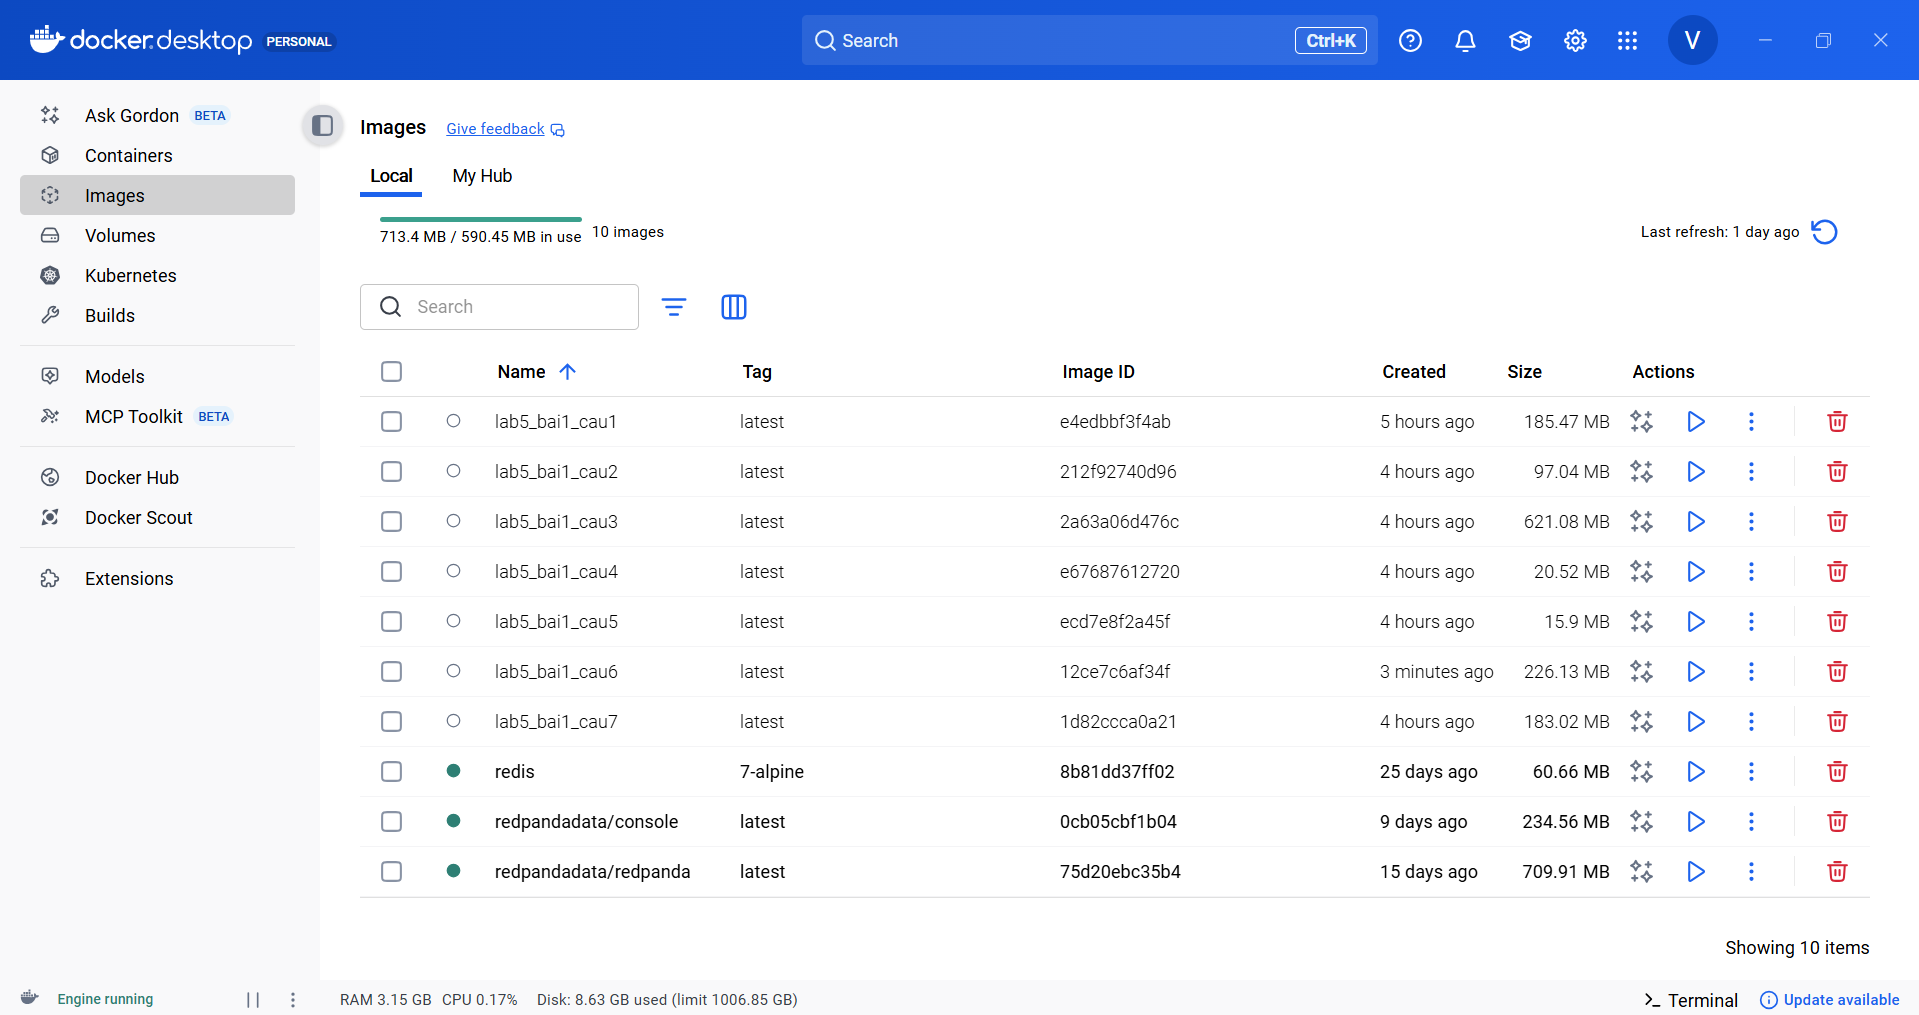 docker.desktop PERSONAL
Search Ctrl+K
V
Ask Gordon BETA
Containers
Images
Volumes
Kubernetes
Builds
Models
MCP Toolkit BETA
Docker Hub
Docker Scout
Extensions
Images Give feedback
Local My Hub
713.4 MB / 590.45 MB in use 10 images
Last refresh: 1 day ago
Search
Name Tag Image ID Created Size Actions
lab5_bai1_cau1 latest e4edbbf3f4ab 5 hours ago 185.47 MB
lab5_bai1_cau2 latest 212f92740d96 4 hours ago 97.04 MB
lab5_bai1_cau3 latest 2a63a06d476c 4 hours ago 621.08 MB
lab5_bai1_cau4 latest e67687612720 4 hours ago 20.52 MB
lab5_bai1_cau5 latest ecd7e8f2a45f 4 hours ago 15.9 MB
lab5_bai1_cau6 latest 12ce7c6af34f 3 minutes ago 226.13 MB
lab5_bai1_cau7 latest 1d82ccca0a21 4 hours ago 183.02 MB
redis 7-alpine 8b81dd37ff02 25 days ago 60.66 MB
redpandadata/console latest 0cb05cbf1b04 9 days ago 234.56 MB
redpandadata/redpanda latest 75d20ebc35b4 15 days ago 709.91 MB
Showing 10 items
Engine running
RAM 3.15 GB CPU 0.17% Disk: 8.63 GB used (limit 1006.85 GB)
Terminal
Update available